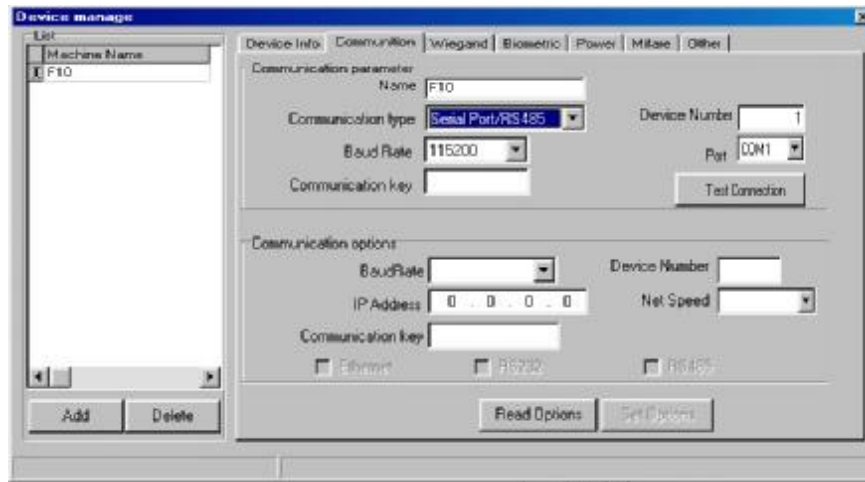 Device manage
List
Machine Name
F10
Device Info Communition Wiegand Biometric Power Mifare Other
Communication parameter
Name F10
Communication type Serial Port/RS485 Device Number 1
Baud Rate 115200 Port COM1
Communication key Test Connection
Communication options
BaudRate Device Number
IP Address 0 . 0 . 0 . 0 Net Speed
Communication key
Ethernet RS232 RS485
Add Delete Read Options Set Options